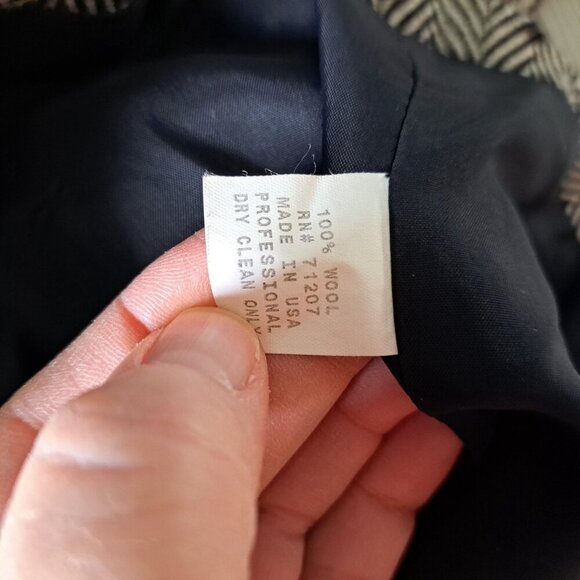 100% WOOL
RN# 71207
MADE IN USA
PROFESSIONAL
DRY CLEAN ONLY